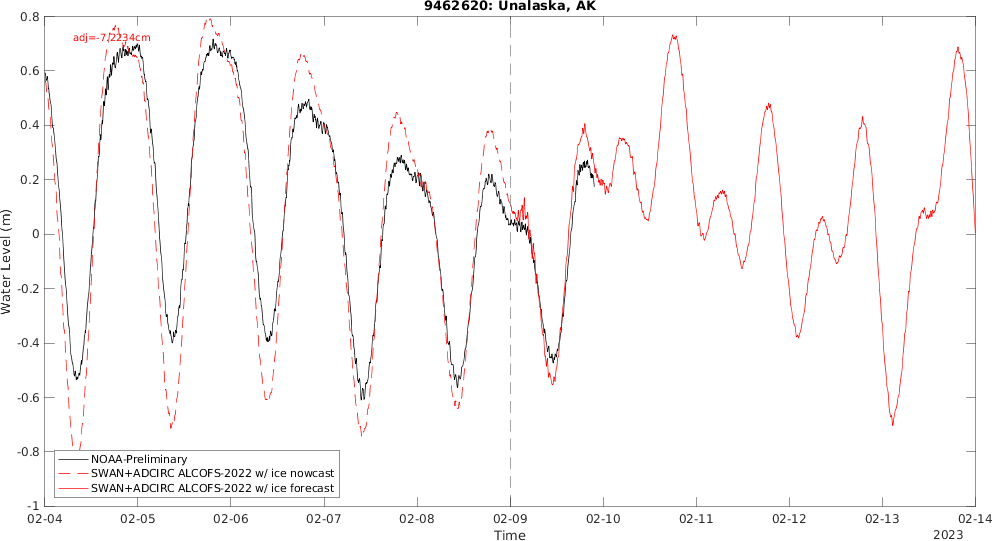 9462620: Unalaska, AK
adj=-7.2234cm
Water Level (m)
0.8
0.6
0.4
0.2
0
-0.2
-0.4
-0.6
-0.8
-1
NOAA-Preliminary
SWAN+ADCIRC ALCOFS-2022 w/ ice nowcast
SWAN+ADCIRC ALCOFS-2022 w/ ice forecast
02-04 02-05 02-06 02-07 02-08 02-09 02-10 02-11 02-12 02-13 02-14
Time
2023